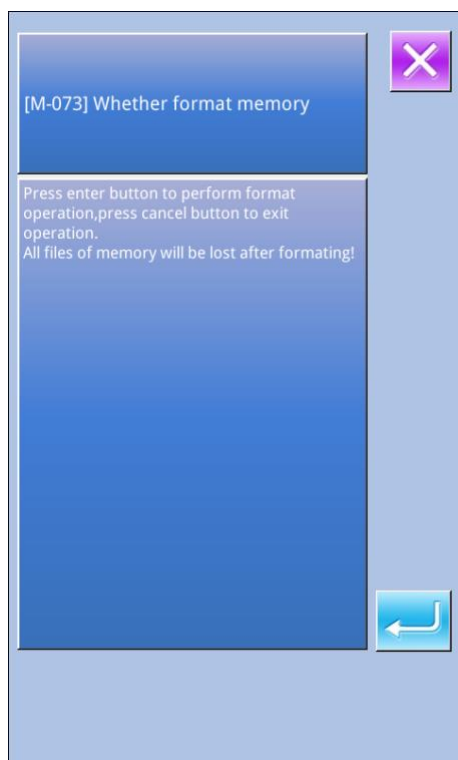 [M-073] Whether format memory
Press enter button to perform format
operation,press cancel button to exit
operation.
All files of memory will be lost after formating!